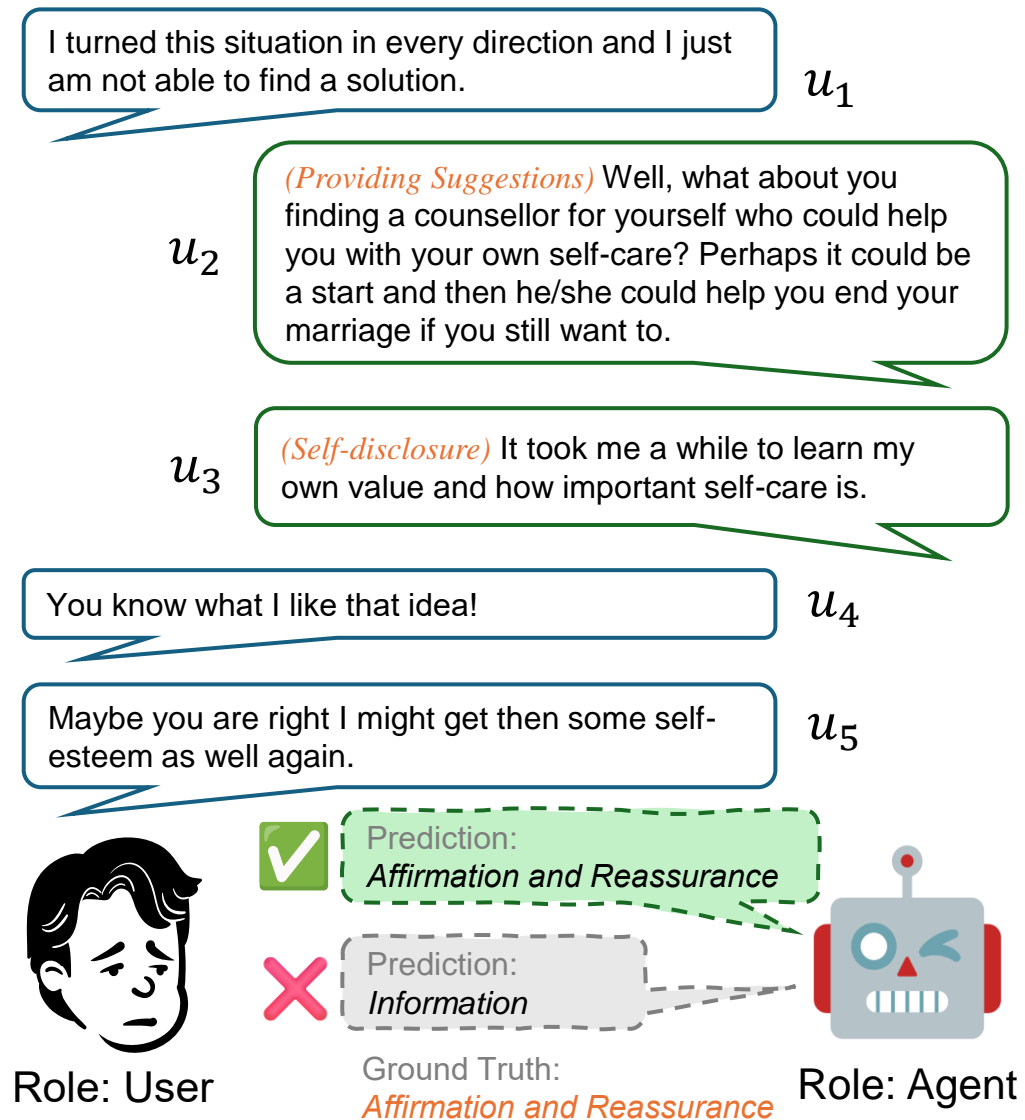 I turned this situation in every direction and I just
am not able to find a solution.
u₁
(Providing Suggestions) Well, what about you
finding a counsellor for yourself who could help
you with your own self-care? Perhaps it could be
a start and then he/she could help you end your
marriage if you still want to.
u₂
(Self-disclosure) It took me a while to learn my
own value and how important self-care is.
u₃
You know what I like that idea!
u₄
Maybe you are right I might get then some self-
esteem as well again.
u₅
Prediction:
Affirmation and Reassurance
Prediction:
Information
Ground Truth:
Affirmation and Reassurance
Role: User
Role: Agent